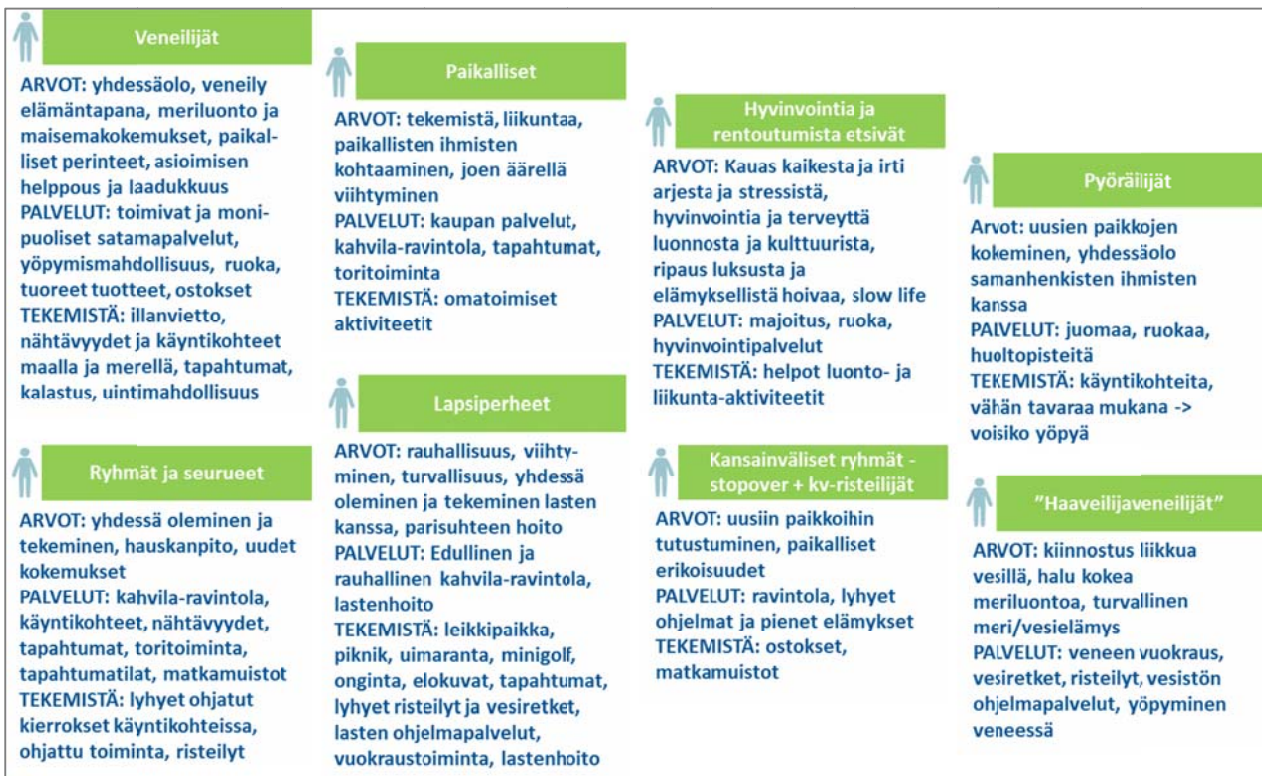 Veneilijät
ARVOT: yhdessäolo, veneily
elämäntapana, meriluonto ja
maisemakokemukset, paikal-
liset perinteet, asioimisen
helppous ja laadukkuus
PALVELUT: toimivat ja moni-
puoliset satamapalvelut,
yöpymismahdollisuus, ruoka,
tuoreet tuotteet, ostokset
TEKEMISTÄ: illanvietto,
nähtävyydet ja käyntikohteet
maalla ja merellä, tapahtumat,
kalastus, uintimahdollisuus
Ryhmät ja seurueet
ARVOT: yhdessä oleminen ja
tekeminen, hauskanpito, uudet
kokemukset
PALVELUT: kahvila-ravintola,
käyntikohteet, nähtävyydet,
tapahtumat, toritoiminta,
tapahtumatilat, matkamuistot
TEKEMISTÄ: lyhyet ohjatut
kierrokset käyntikohteissa,
ohjattu toiminta, risteilyt
Paikalliset
ARVOT: tekemistä, liikuntaa,
paikallisten ihmisten
kohtaaminen, joen äärellä
viihtyminen
PALVELUT: kaupan palvelut,
kahvila-ravintola, tapahtumat,
toritoiminta
TEKEMISTÄ: omatoimiset
aktiviteetit
Lapsiperheet
ARVOT: rauhallisuus, viihty-
minen, turvallisuus, yhdessä
oleminen ja tekeminen lasten
kanssa, parisuhteen hoito
PALVELUT: Edullinen ja
rauhallinen kahvila-ravintola,
lastenhoito
TEKEMISTÄ: leikkipaikka,
piknik, uimaranta, minigolf,
onginta, elokuvat, tapahtumat,
lyhyet risteilyt ja vesiretket,
lasten ohjelmapalvelut,
vuokraustoiminta, lastenhoito
Hyvinvointia ja
rentoutumista etsivät
ARVOT: Kauas kaikesta ja irti
arjesta ja stressistä,
hyvinvointia ja terveyttä
luonnosta ja kulttuurista,
ripaus luksusta ja
elämyksellistä hoivaa, slow life
PALVELUT: majoitus, ruoka,
hyvinvointipalvelut
TEKEMISTÄ: helpot luonto- ja
liikunta-aktiviteetit
Kansainväliset ryhmät -
stopover + kv-risteilijät
ARVOT: uusiin paikkoihin
tutustuminen, paikalliset
erikoisuudet
PALVELUT: ravintola, lyhyet
ohjelmat ja pienet elämykset
TEKEMISTÄ: ostokset,
matkamuistot
Pyöräilijät
Arvot: uusien paikkojen
kokeminen, yhdessäolo
samanhenkisten ihmisten
kanssa
PALVELUT: juomaa, ruokaa,
huoltopisteitä
TEKEMISTÄ: käyntikohteita,
vähän tavaraa mukana ->
voisiko yöpyä
"Haaveilijaveneilijät"
ARVOT: kiinnostus liikkua
vesillä, halu kokea
meriluontoa, turvallinen
meri/vesielämys
PALVELUT: veneen vuokraus,
vesiretket, risteilyt, vesistön
ohjelmapalvelut, yöpyminen
veneessä